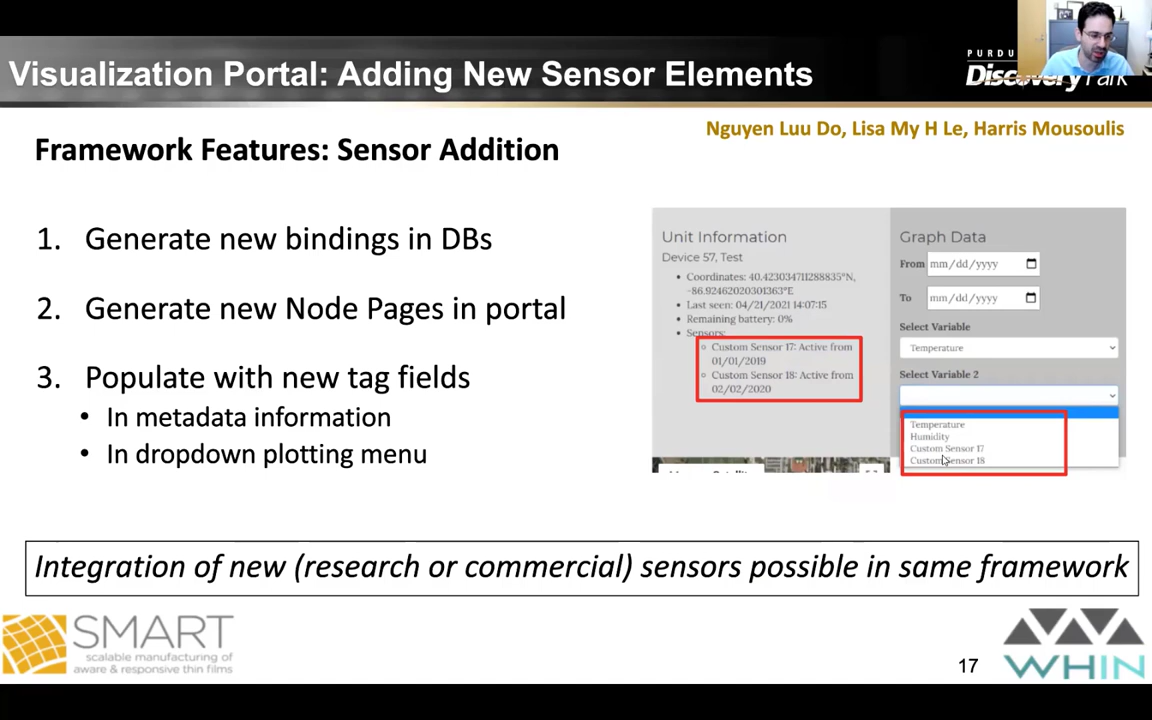 Visualization Portal: Adding New Sensor Elements
PURDU
Discovery Park
Nguyen Luu Do, Lisa My H Le, Harris Mousoulis
Framework Features: Sensor Addition
1. Generate new bindings in DBs
2. Generate new Node Pages in portal
3. Populate with new tag fields
• In metadata information
• In dropdown plotting menu
Unit Information
Device 57, Test
• Coordinates: 40.423034711288835°N,
-86.92462020301363°E
• Last seen: 04/21/2021 14:07:15
• Remaining battery: 0%
• Sensors:
Custom Sensor 17: Active from
01/01/2019
Custom Sensor 18: Active from
02/02/2020
Graph Data
From mm/dd/yyyy
To mm/dd/yyyy
Select Variable
Temperature
Select Variable 2
Temperature
Humidity
Custom Sensor 17
Custom Sensor 18
Integration of new (research or commercial) sensors possible in same framework
SMART
scalable manufacturing of
aware & responsive thin films
17
WHIN